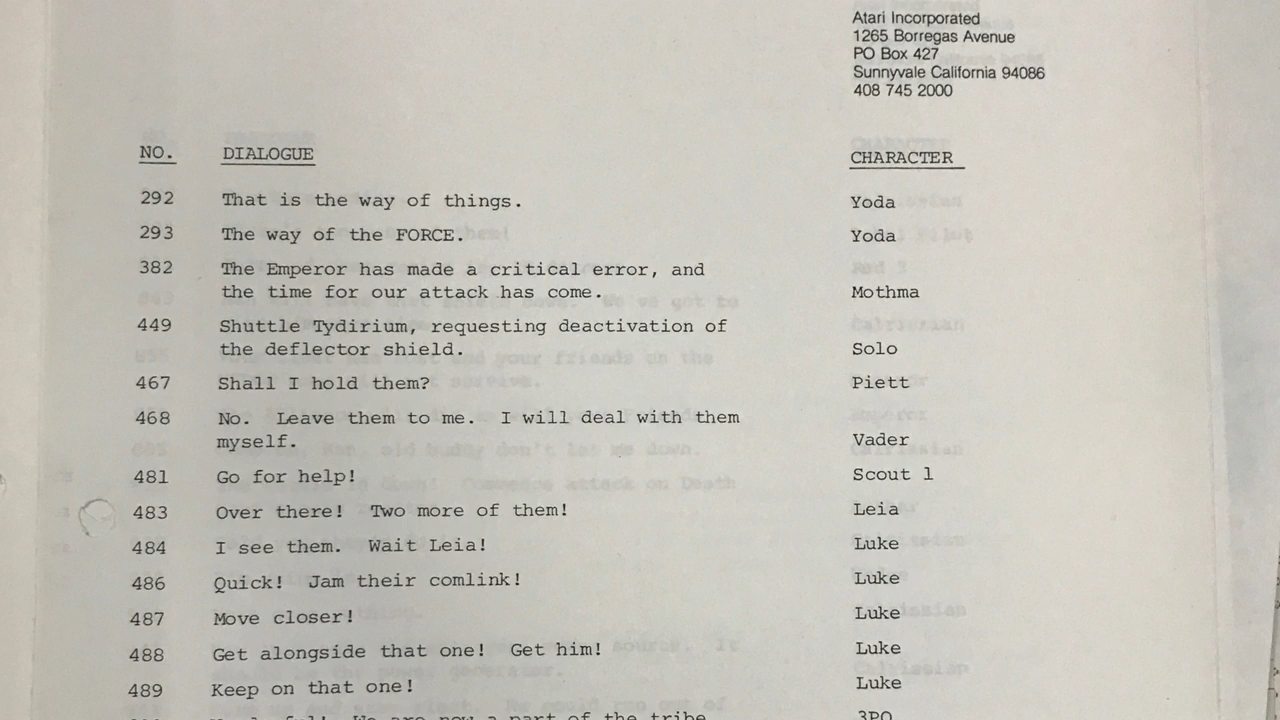 Atari Incorporated
1265 Borregas Avenue
PO Box 427
Sunnyvale California 94086
408 745 2000
NO. DIALOGUE CHARACTER
292 That is the way of things. Yoda
293 The way of the FORCE. Yoda
382 The Emperor has made a critical error, and
the time for our attack has come. Mothma
449 Shuttle Tydirium, requesting deactivation of
the deflector shield. Solo
467 Shall I hold them? Piett
468 No. Leave them to me. I will deal with them
myself. Vader
481 Go for help! Scout 1
483 Over there! Two more of them! Leia
484 I see them. Wait Leia! Luke
486 Quick! Jam their comlink! Luke
487 Move closer! Luke
488 Get alongside that one! Get him! Luke
489 Keep on that one! Luke
We are now a part of the tribe 3PO